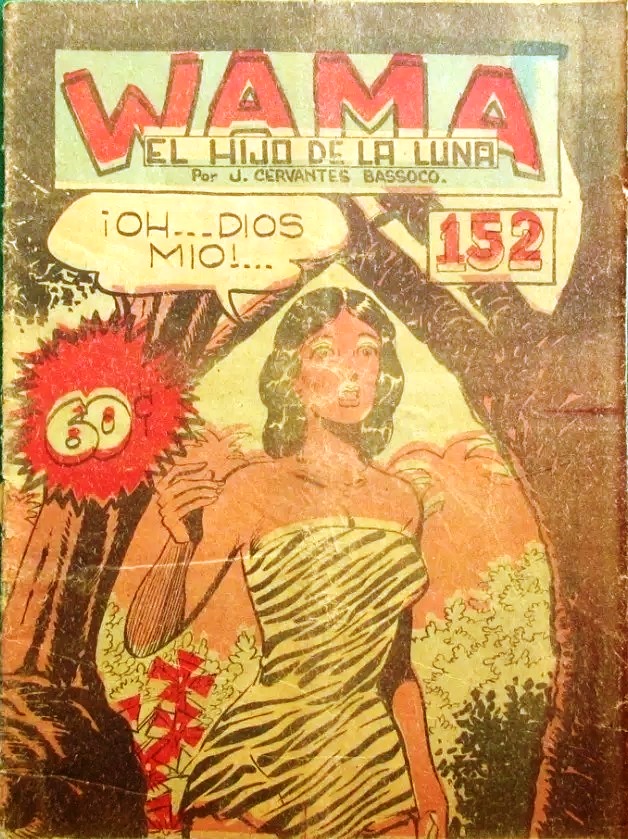 WAMA
EL HIJO DE LA LUNA
Por J. CERVANTES BASSOCO.
¡OH...DIOS
MIO!...
152
60